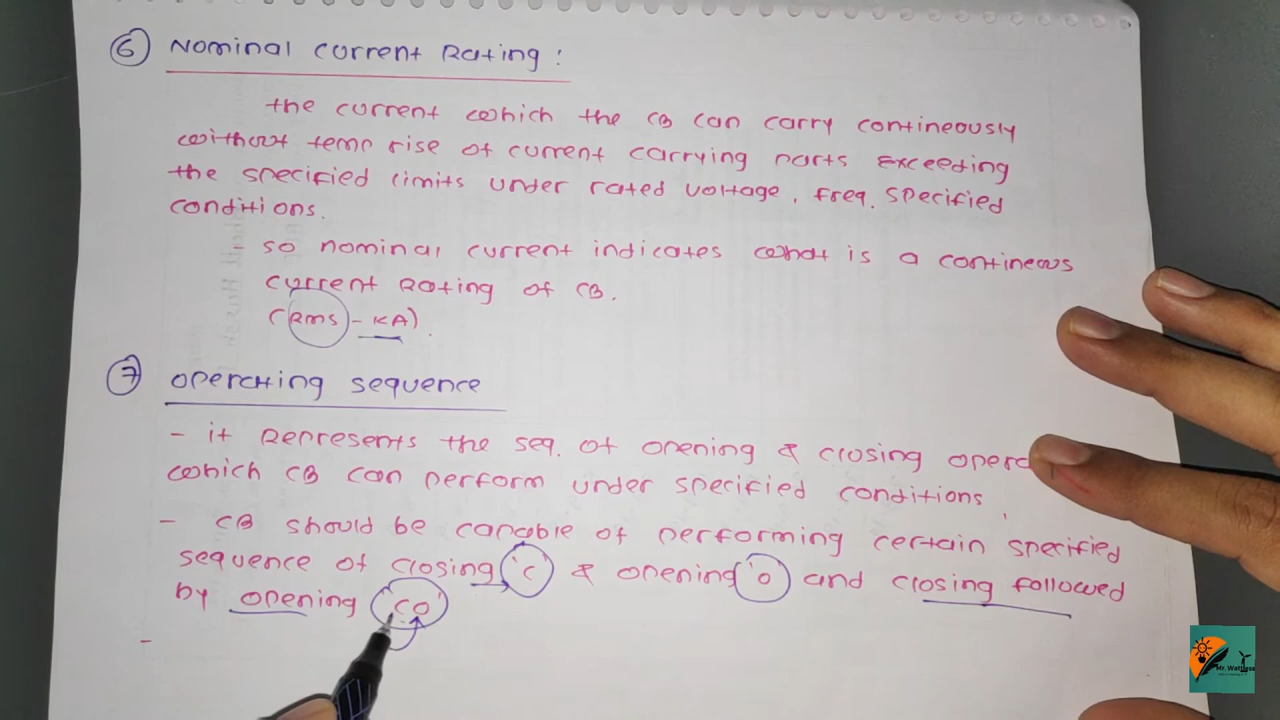 6 Nominal current Rating :
the current which the CB can carry contineously
without temp rise of current carrying parts exceeding
the specified limits under rated voltage, freq. specified
conditions.
- so nominal current indicates what is a contineous
current Rating of CB.
(RMS - KA).
7 operating sequence
- it Represents the seq. of opening & closing opera
which CB can perform under specified conditions.
- CB should be capable of performing certain specified
sequence of closing 'c' & opening 'o' and closing followed
by opening 'co'
-
Mr. Wattless